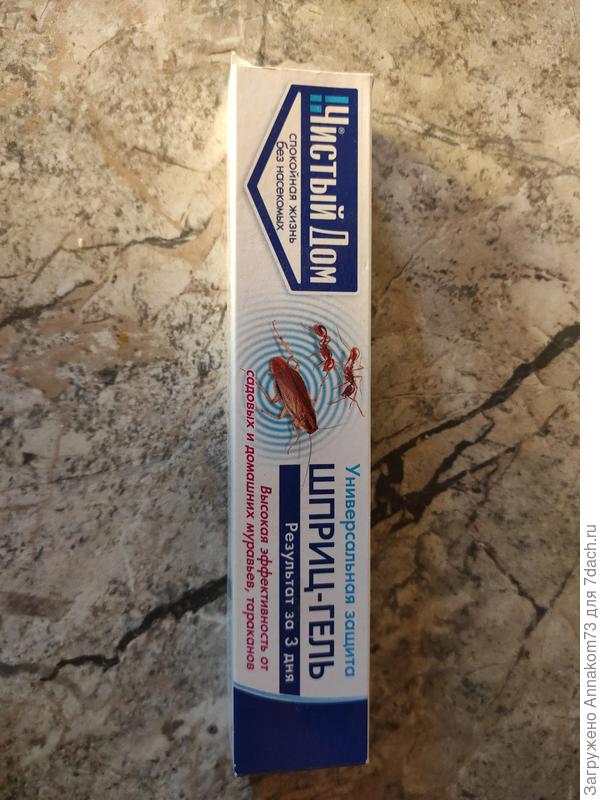 Чистый Дом®
спокойная жизнь
без насекомых
Универсальная защита
ШПРИЦ-ГЕЛЬ
Результат за 3 дня
Высокая эффективность от
садовых и домашних муравьев, тараканов
Загружено Annakom73 для 7dach.ru